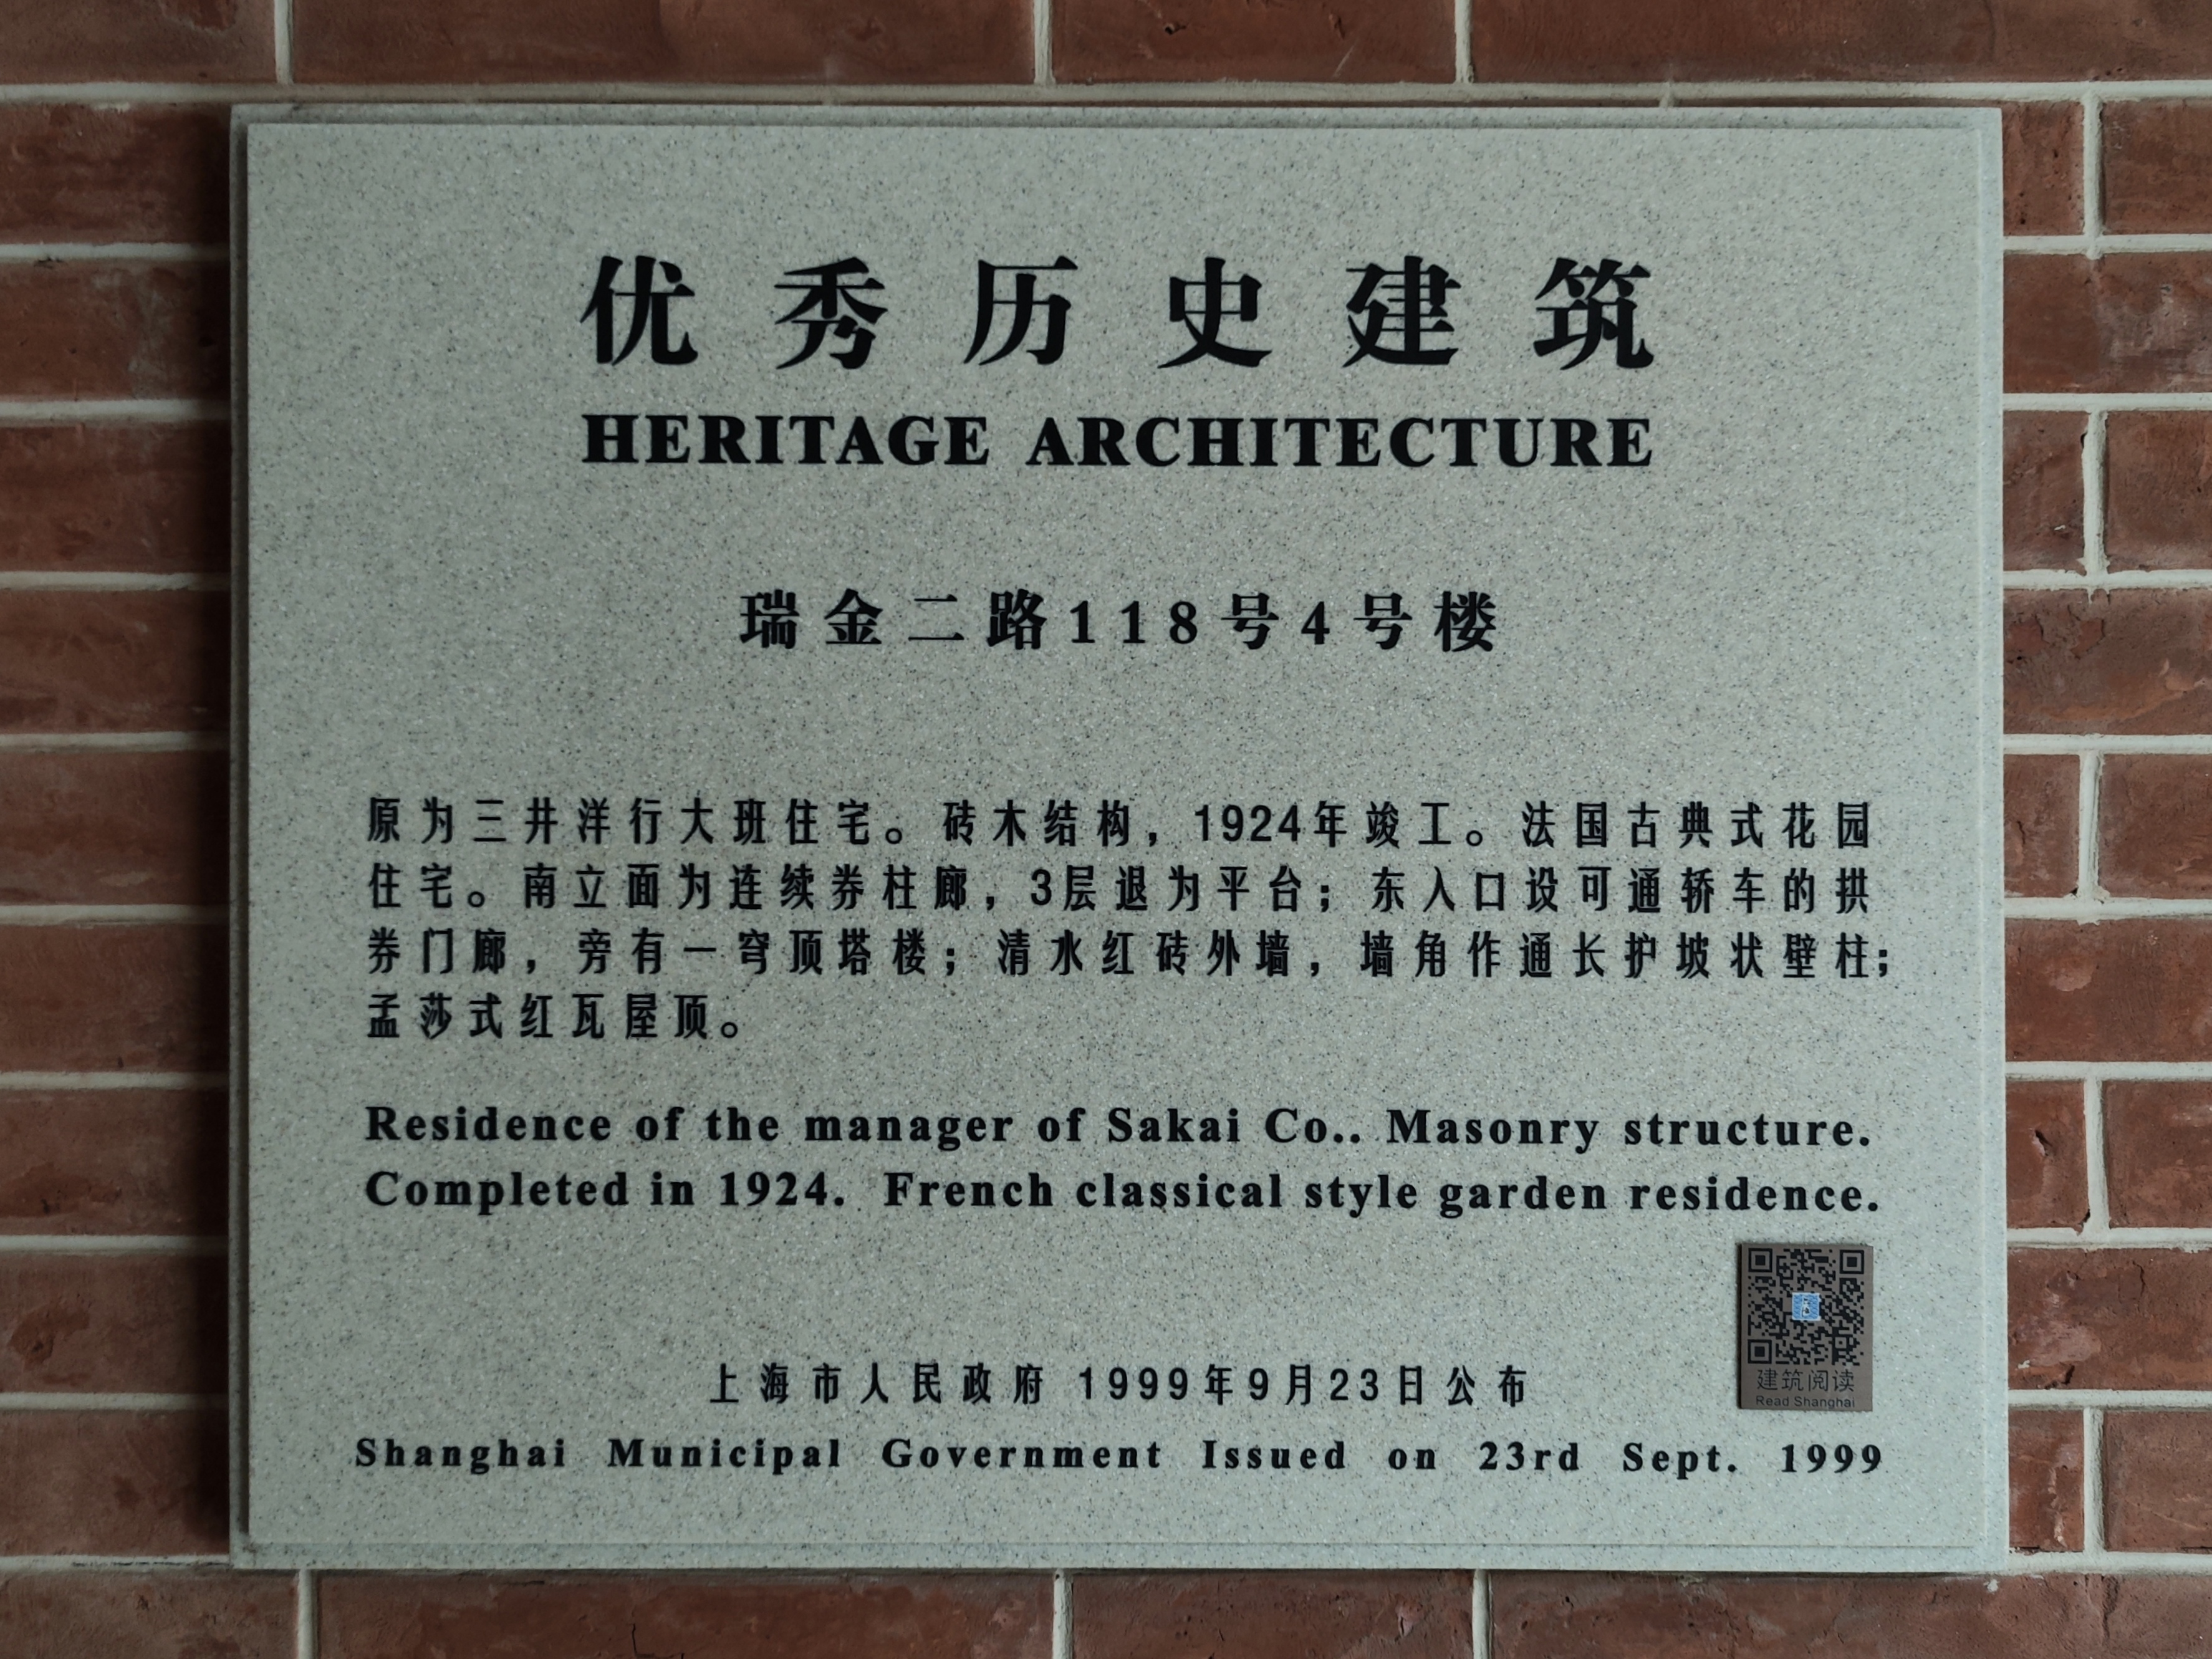 优秀历史建筑
HERITAGE ARCHITECTURE
瑞金二路118号4号楼
原为三井洋行大班住宅。砖木结构，1924年竣工。法国古典式花园
住宅。南立面为连续券柱廊，3层退为平台；东入口设可通轿车的拱
券门廊，旁有一穹顶塔楼；清水红砖外墙，墙角作通长护坡状壁柱；
孟莎式红瓦屋顶。
Residence of the manager of Sakai Co.. Masonry structure.
Completed in 1924. French classical style garden residence.
建筑阅读
Read Shanghai
上海市人民政府 1999年9月23日公布
Shanghai Municipal Government Issued on 23rd Sept. 1999